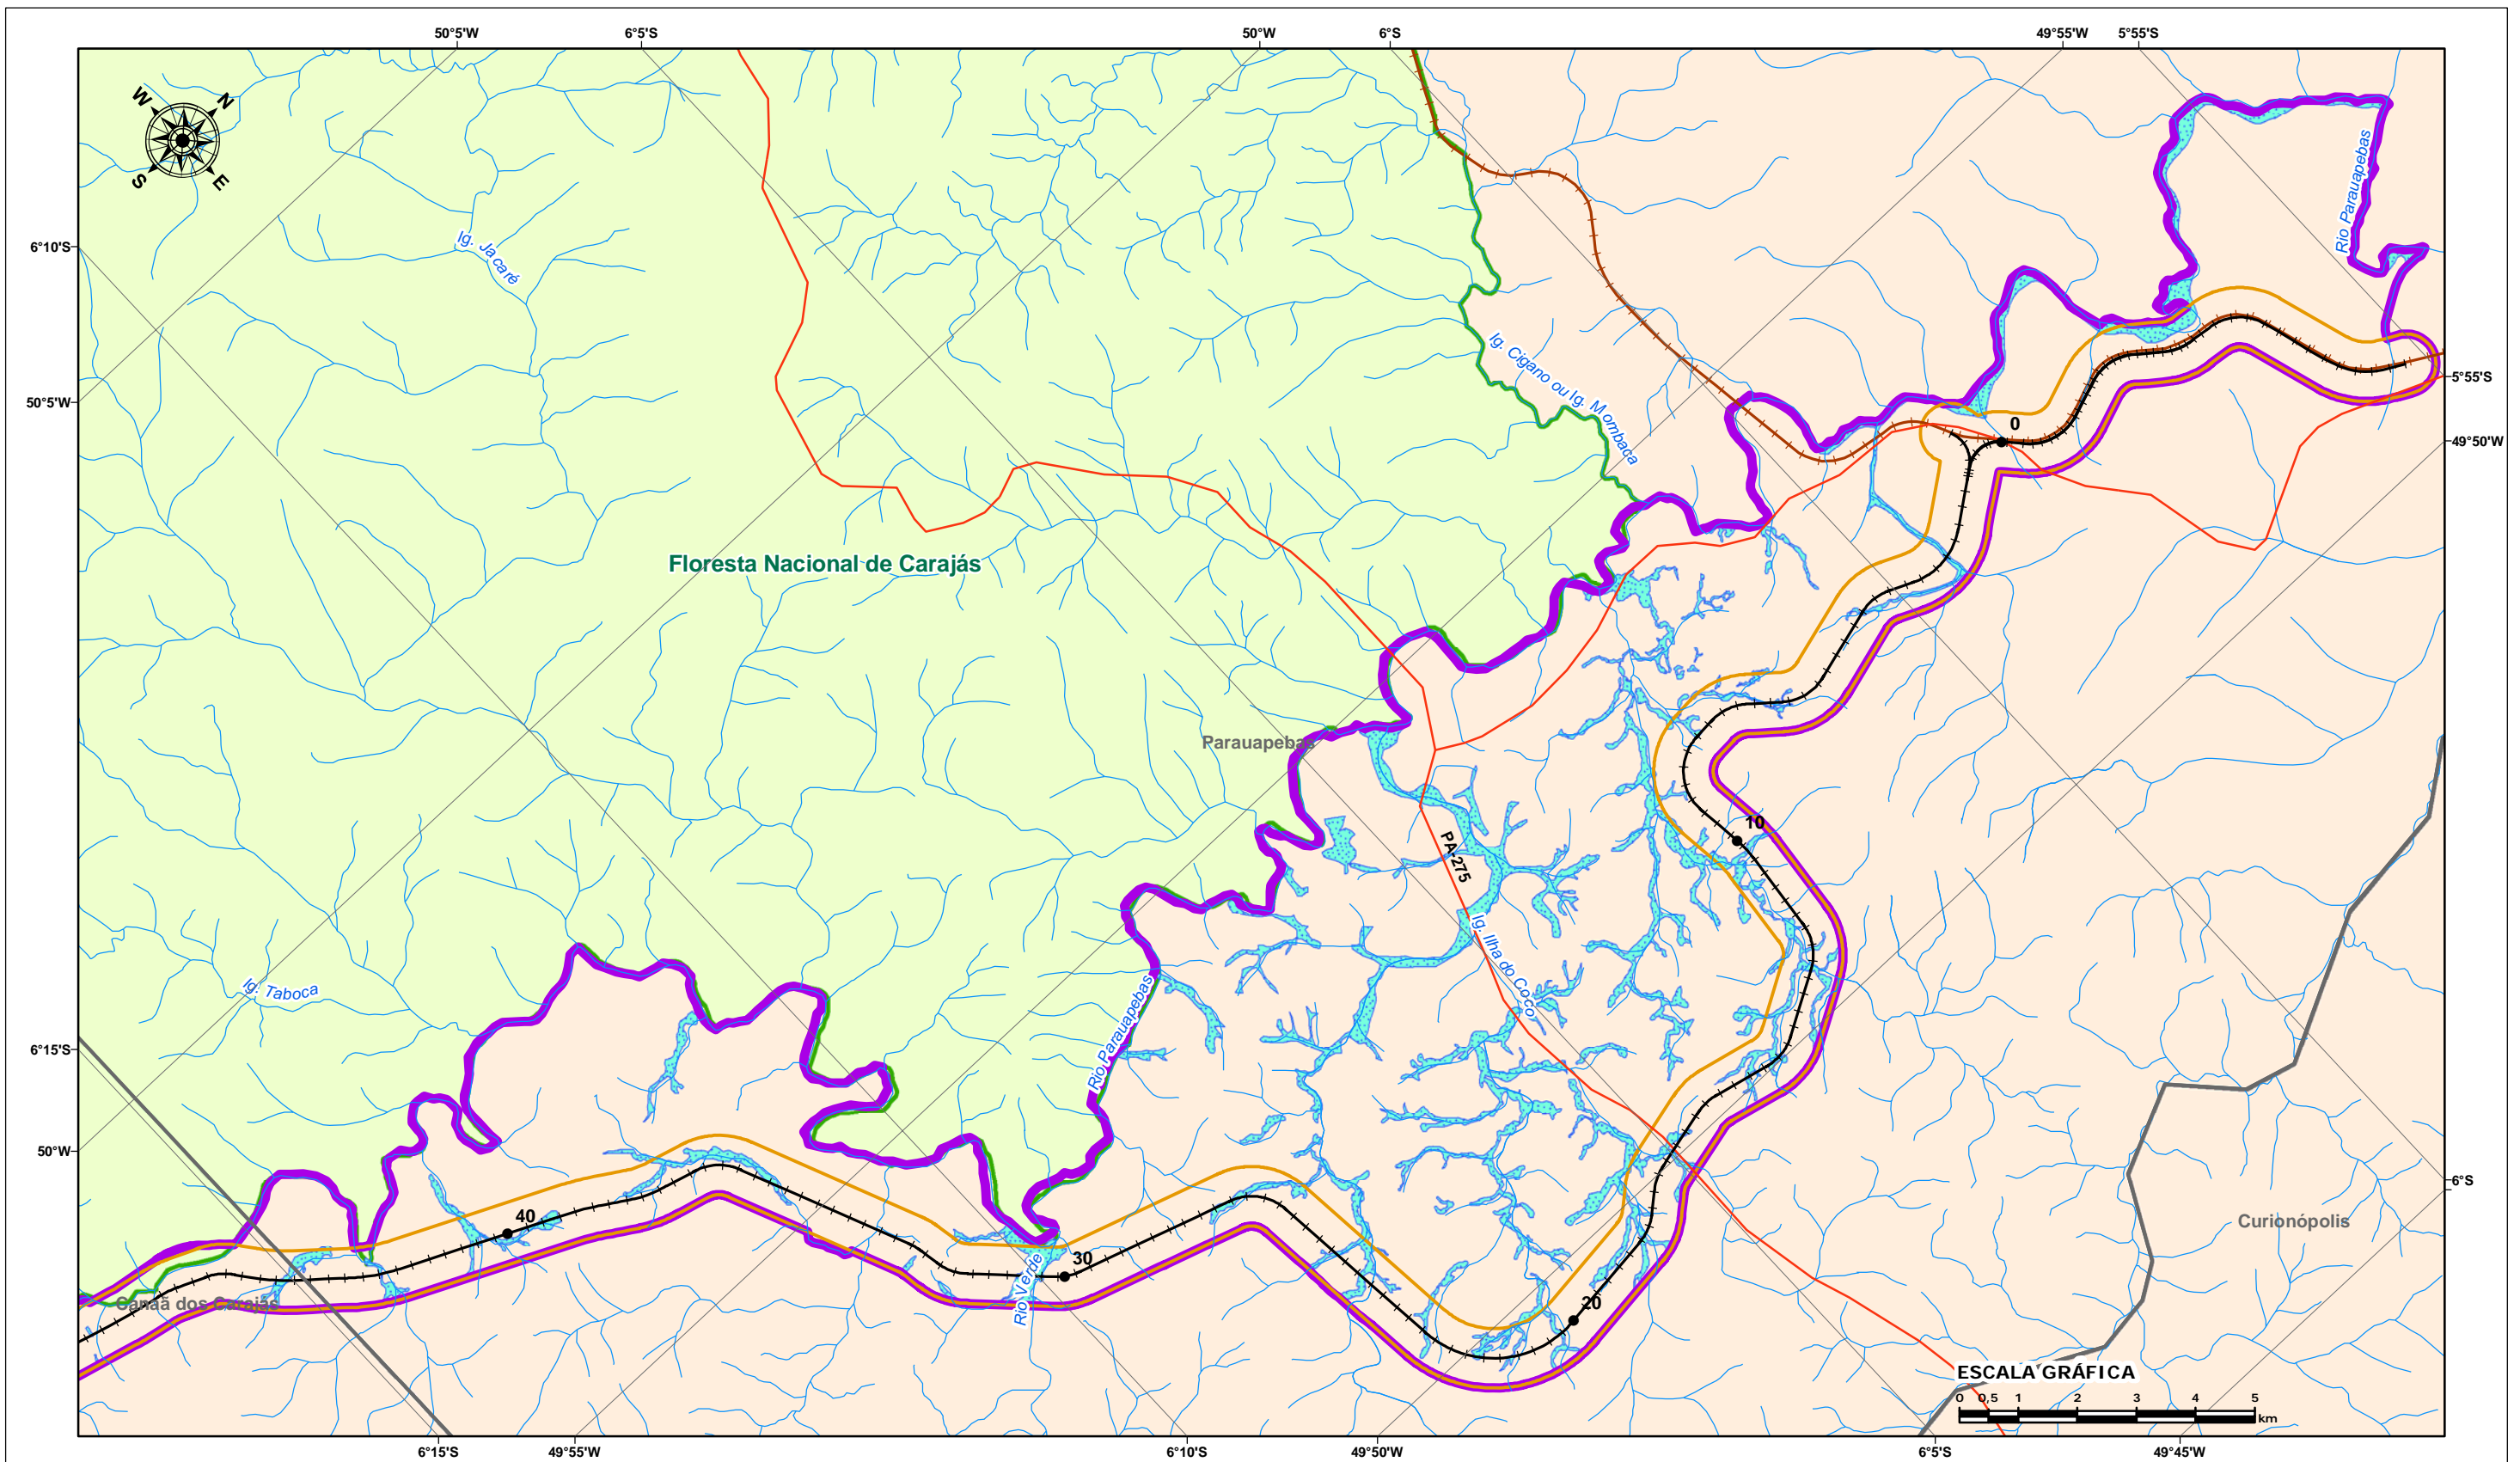 50°5'W
6°5'S
50°W
6°S
49°55'W
5°55'S
W
N
S
E
Rio Parauapebas
6°10'S
Ig. Jacaré
Ig. Cigano ou Ig. Mombaça
5°55'S
50°5'W
0
49°50'W
Floresta Nacional de Carajás
Parauapebas
10
PA-275
Ig. Ilha do Coco
Ig. Taboca
Rio Parauapebas
6°15'S
50°W
6°S
40
Curionópolis
30
Rio Verde
Canaã dos Carajás
20
ESCALA GRÁFICA
0 0,5 1 2 3 4 5
km
6°15'S
49°55'W
6°10'S
49°50'W
6°5'S
49°45'W